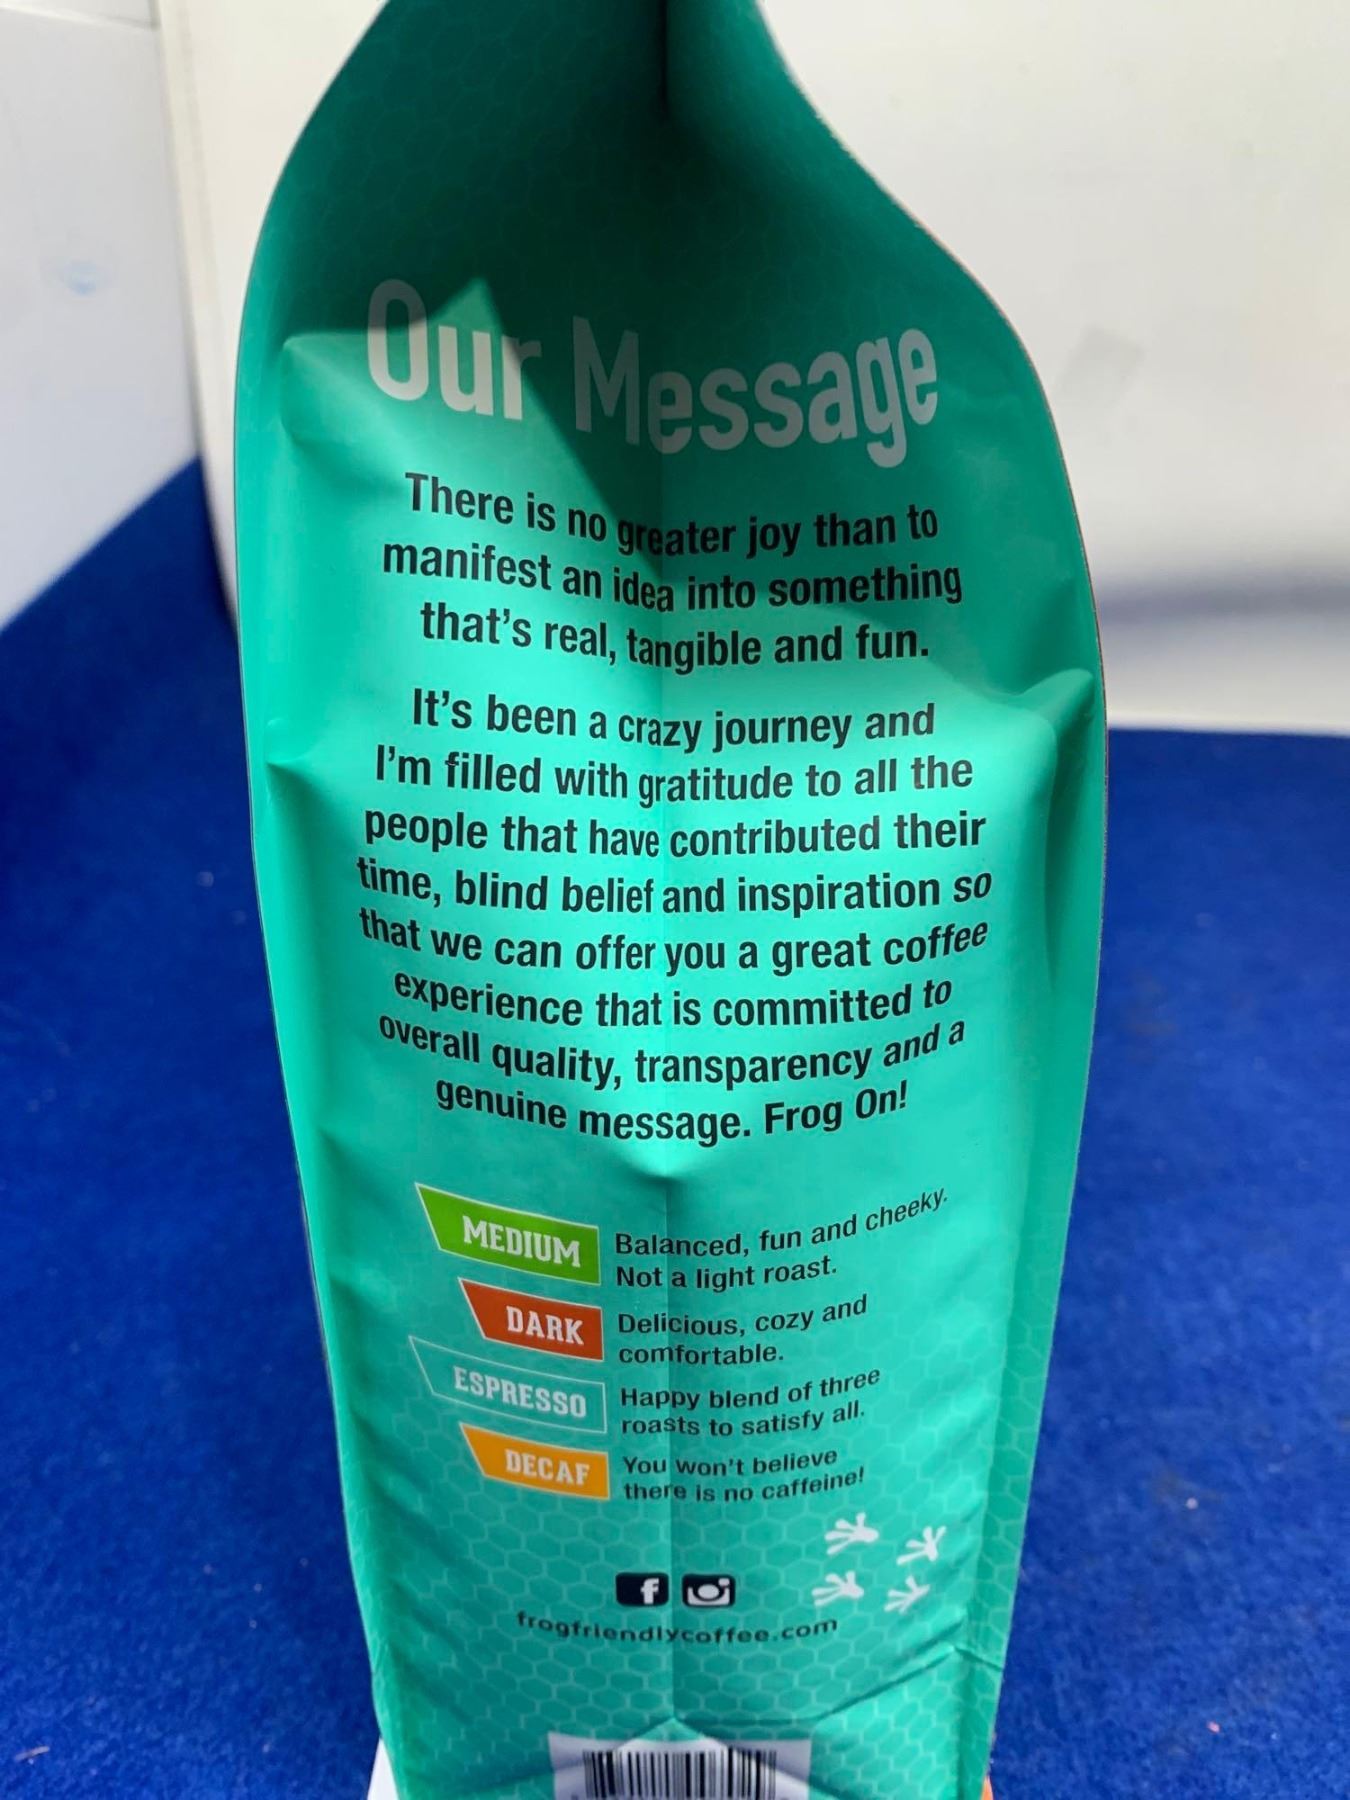 Our Message
There is no greater joy than to
manifest an idea into something
that's real, tangible and fun.
It's been a crazy journey and
I'm filled with gratitude to all the
people that have contributed their
time, blind belief and inspiration so
that we can offer you a great coffee
experience that is committed to
overall quality, transparency and a
genuine message. Frog On!
MEDIUM Balanced, fun and cheeky.
Not a light roast.
DARK Delicious, cozy and
comfortable.
ESPRESSO Happy blend of three
roasts to satisfy all.
DECAF You won't believe
there is no caffeine!
frogfriendlycoffee.com